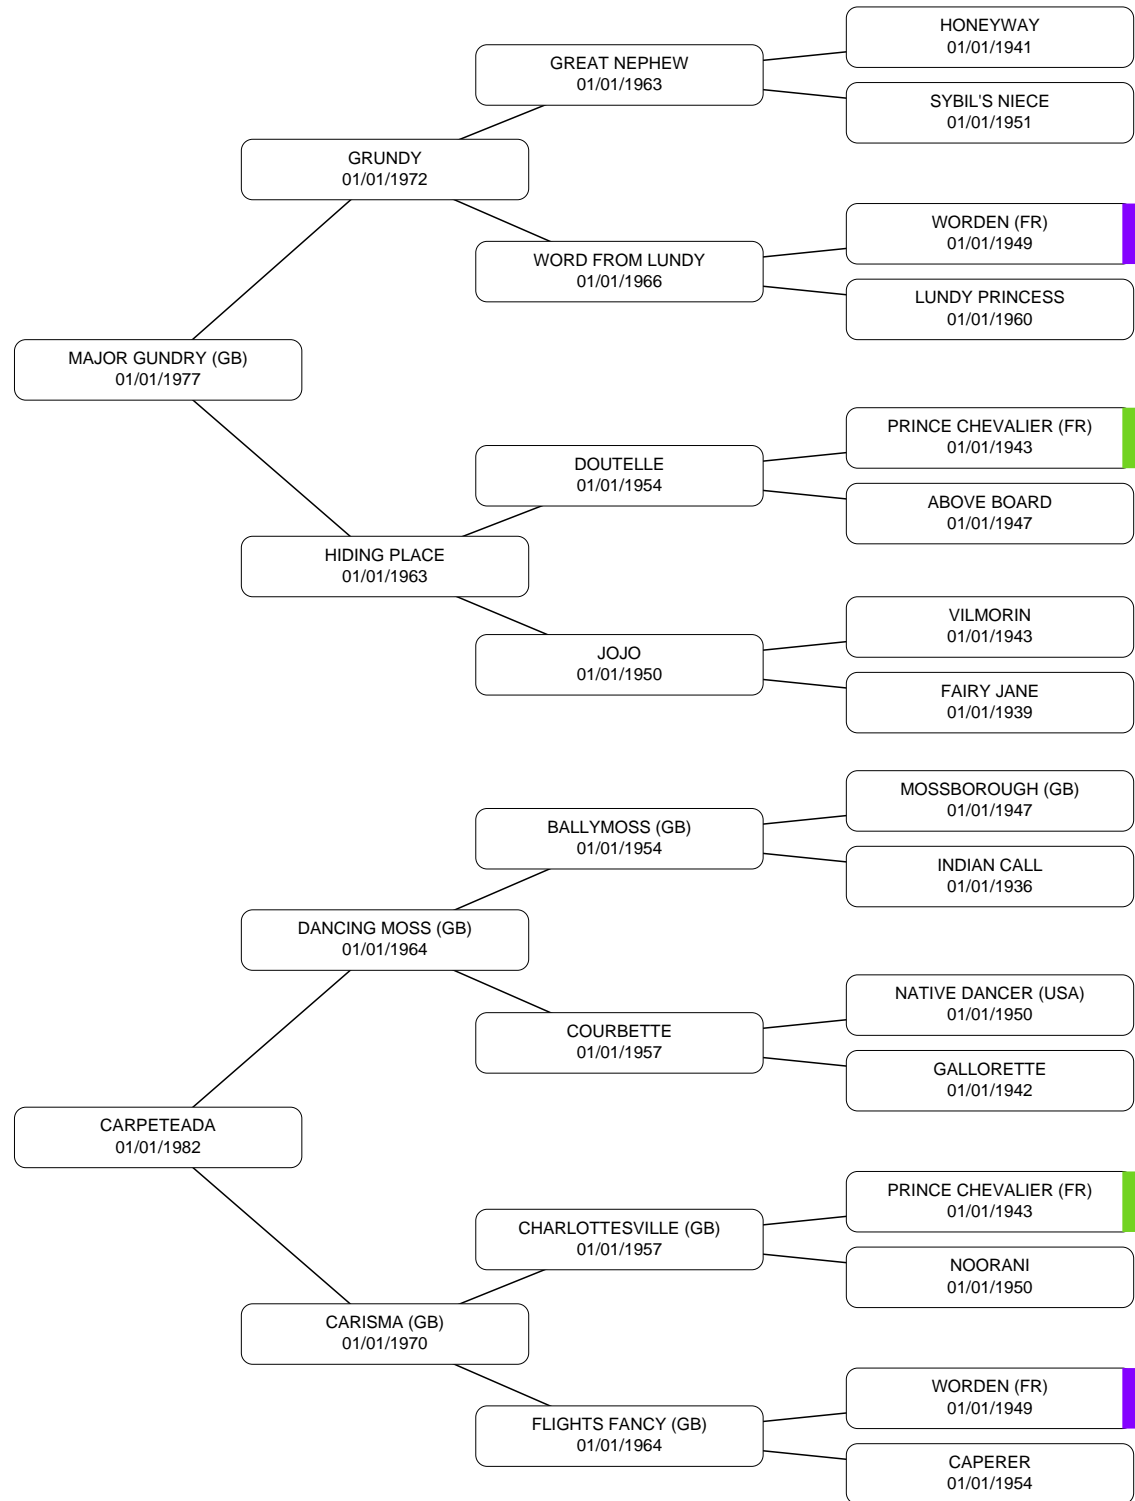 HONEYWAY
01/01/1941
GREAT NEPHEW
01/01/1963
SYBIL'S NIECE
01/01/1951
GRUNDY
01/01/1972
WORDEN (FR)
01/01/1949
WORD FROM LUNDY
01/01/1966
LUNDY PRINCESS
01/01/1960
MAJOR GUNDRY (GB)
01/01/1977
PRINCE CHEVALIER (FR)
01/01/1943
DOUTELLE
01/01/1954
ABOVE BOARD
01/01/1947
HIDING PLACE
01/01/1963
VILMORIN
01/01/1943
JOJO
01/01/1950
FAIRY JANE
01/01/1939
MOSSBOROUGH (GB)
01/01/1947
BALLYMOSS (GB)
01/01/1954
INDIAN CALL
01/01/1936
DANCING MOSS (GB)
01/01/1964
NATIVE DANCER (USA)
01/01/1950
COURBETTE
01/01/1957
GALLORETTE
01/01/1942
CARPETEADA
01/01/1982
PRINCE CHEVALIER (FR)
01/01/1943
CHARLOTTESVILLE (GB)
01/01/1957
NOORANI
01/01/1950
CARISMA (GB)
01/01/1970
WORDEN (FR)
01/01/1949
FLIGHTS FANCY (GB)
01/01/1964
CAPERER
01/01/1954